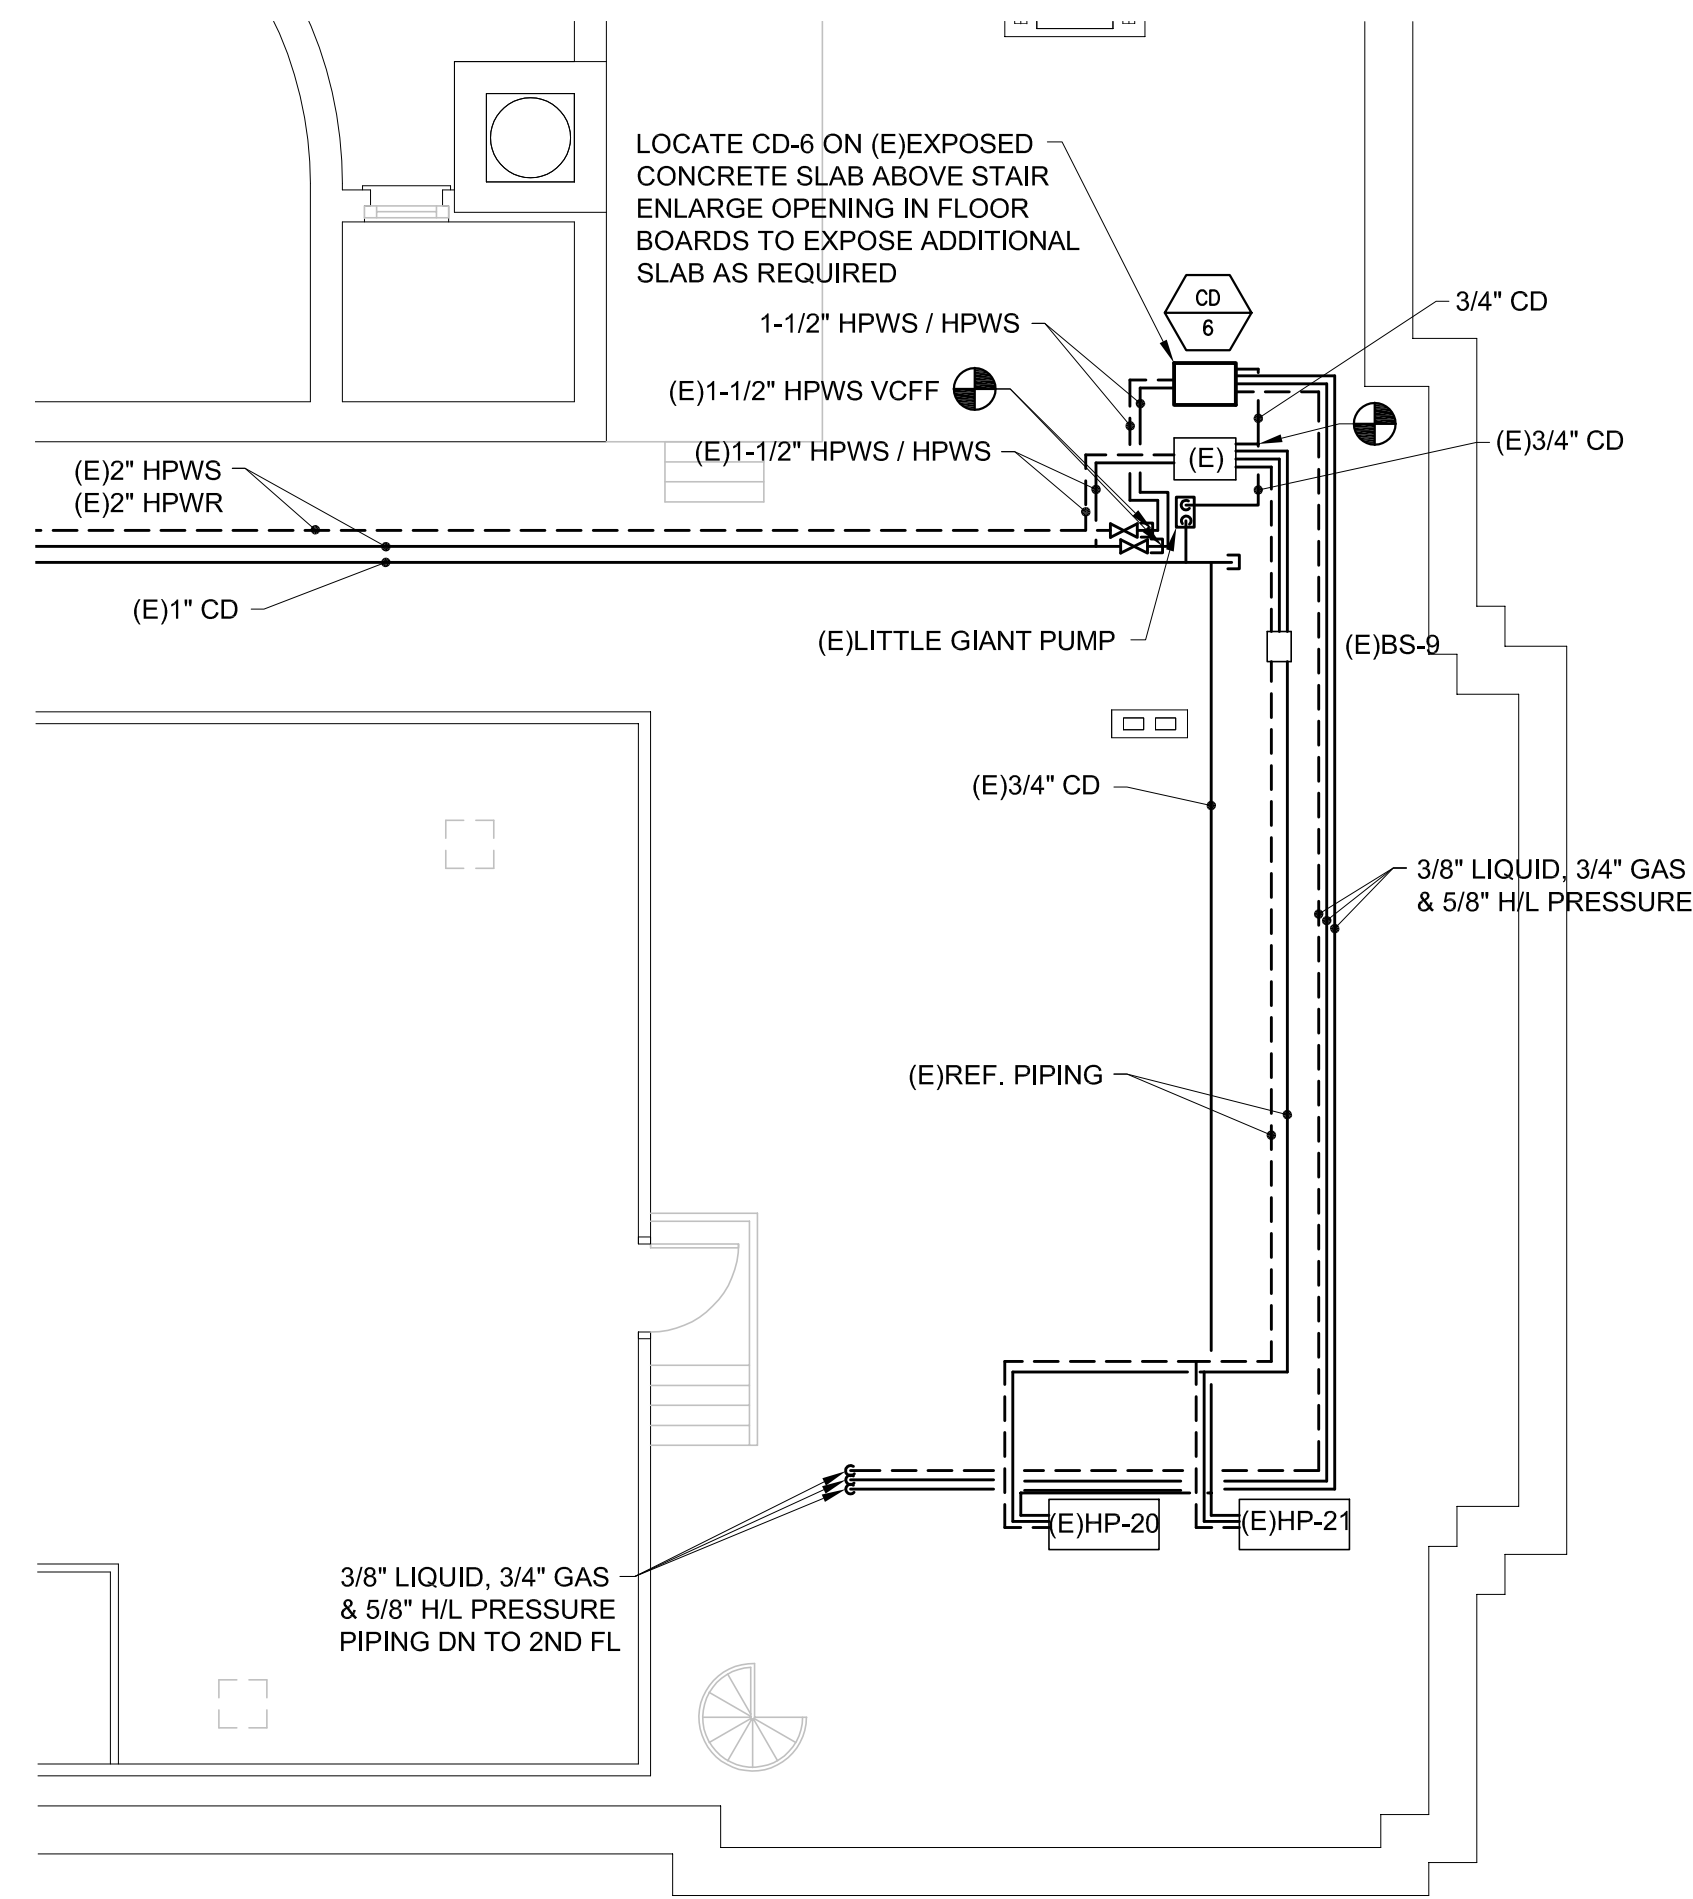 LOCATE CD-6 ON (E)EXPOSED
CONCRETE SLAB ABOVE STAIR
ENLARGE OPENING IN FLOOR
BOARDS TO EXPOSE ADDITIONAL
SLAB AS REQUIRED
CD
6
1-1/2" HPWS / HPWS
3/4" CD
(E)1-1/2" HPWS VCFF
(E)1-1/2" HPWS / HPWS
(E)
(E)3/4" CD
(E)2" HPWS
(E)2" HPWR
(E)1" CD
(E)LITTLE GIANT PUMP
(E)BS-9
(E)3/4" CD
3/8" LIQUID, 3/4" GAS
& 5/8" H/L PRESSURE
(E)REF. PIPING
(E)HP-20
(E)HP-21
3/8" LIQUID, 3/4" GAS
& 5/8" H/L PRESSURE
PIPING DN TO 2ND FL